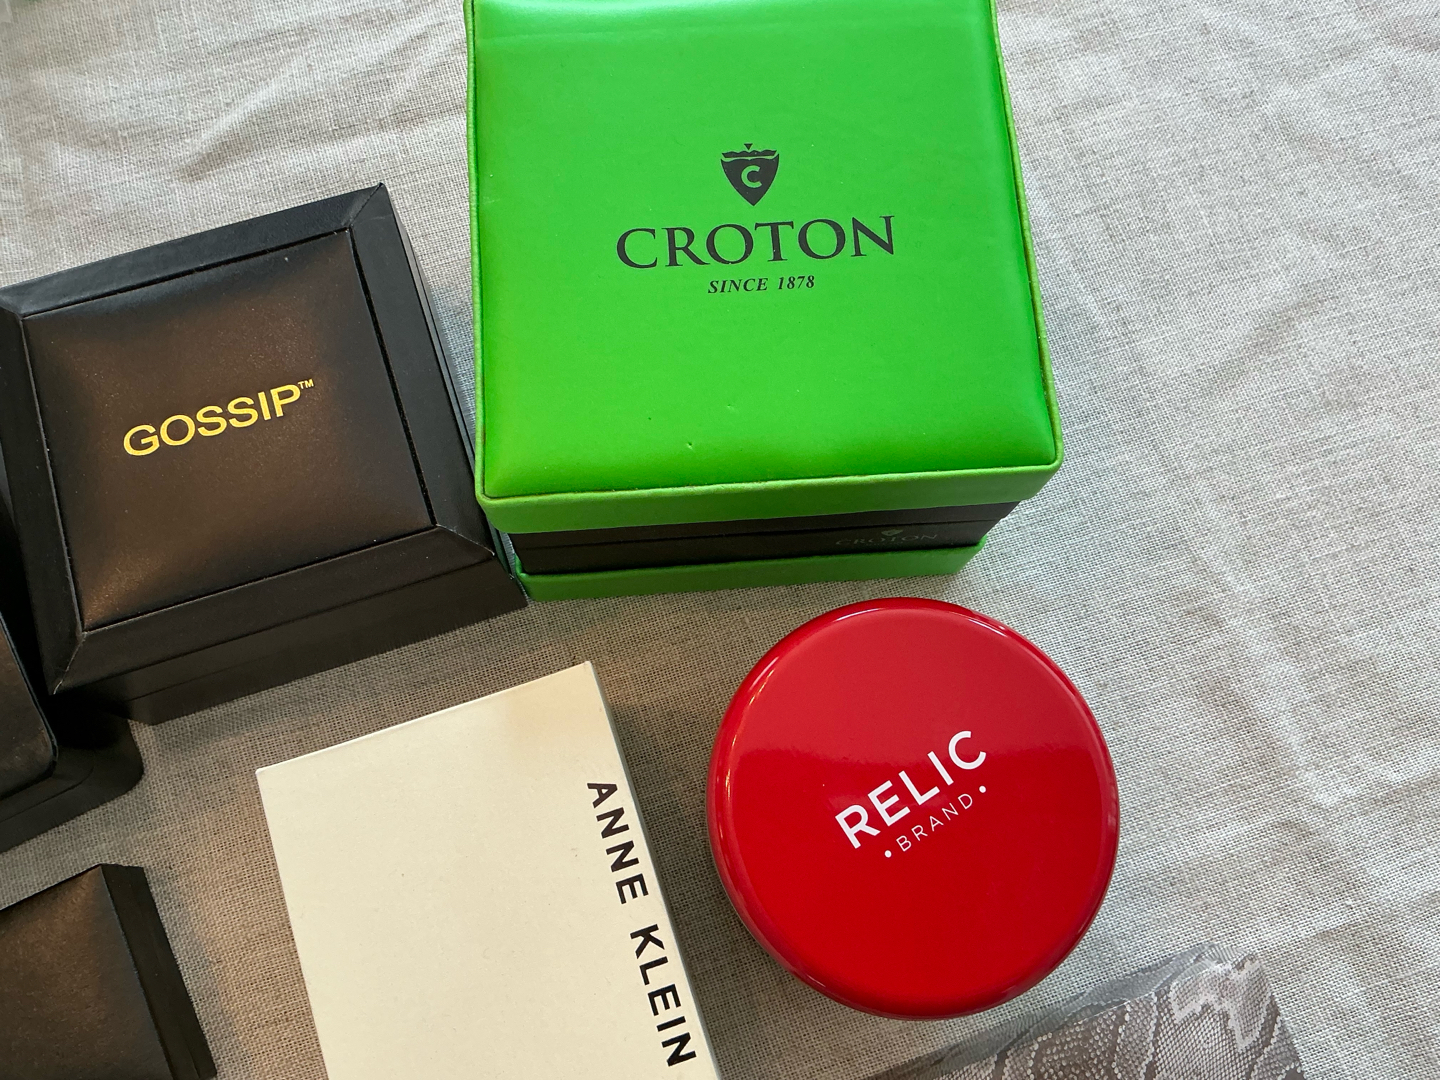 C
CROTON
SINCE 1878
GOSSIP™
CROTON
RELIC
• BRAND •
ANNE KLEIN